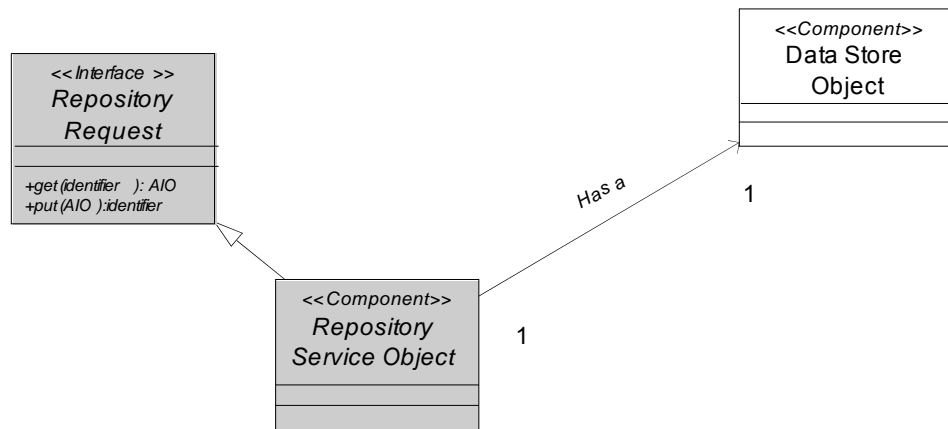 <<Interface >>
Repository
Request
+get(identifier ): AIO
+put(AIO ):identifier
<<Component>>
Data Store
Object
Has a
1
<<Component>>
Repository
Service Object
1